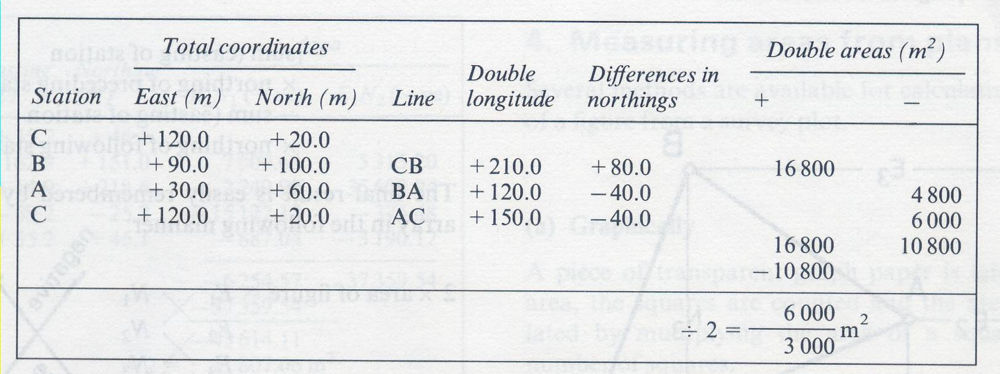 Total coordinates Double areas (m²)
Double Differences in
Station East (m) North (m) Line longitude northings + −
C +120.0 +20.0
B +90.0 +100.0 CB +210.0 +80.0 16 800
A +30.0 +60.0 BA +120.0 −40.0 4 800
C +120.0 +20.0 AC +150.0 −40.0 6 000
16 800 10 800
10 800
6 000
÷ 2 = m²
3 000